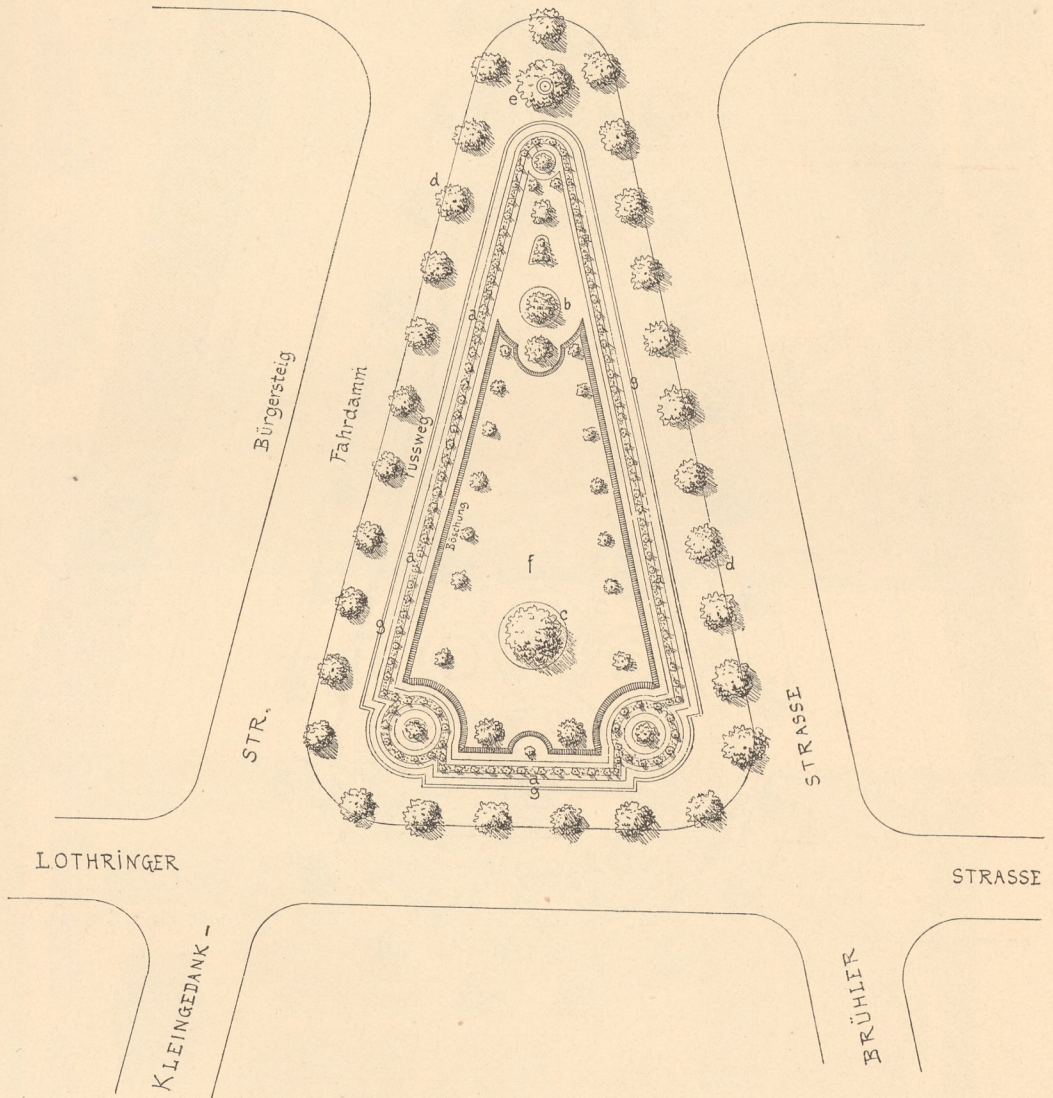 e
d
b
a
Bürgersteig
Fahrdamm
Fussweg
g
Böschung
f
a
d
c
g
STR.
STRASSE
a
g
LOTHRINGER
STRASSE
KLEINGEDANK-
BRÜHLER